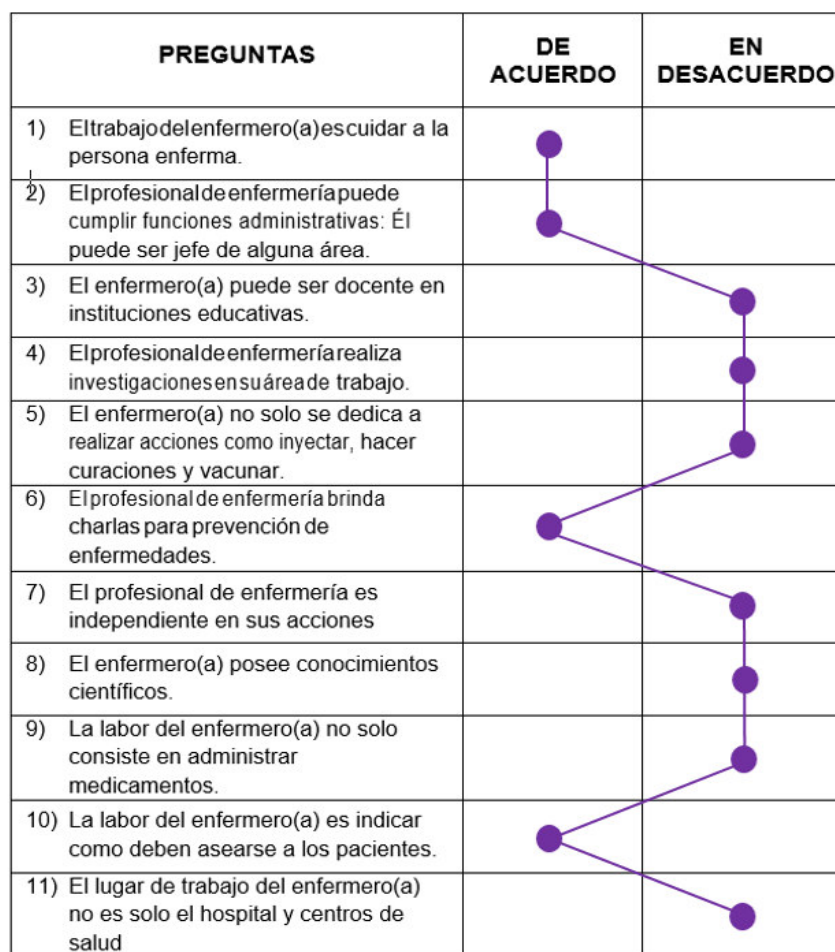 PREGUNTAS
DE
ACUERDO
EN
DESACUERDO
1) Eltrabajodelenfermero(a)escuidar a la
persona enferma.
2) Elprofesionaldeenfermeríapuede
cumplir funciones administrativas: Él
puede ser jefe de alguna área.
3) El enfermero(a) puede ser docente en
instituciones educativas.
4) Elprofesionaldeenfermeríarealiza
investigacionesensuárea de trabajo.
5) El enfermero(a) no solo se dedica a
realizar acciones como inyectar, hacer
curaciones y vacunar.
6) El profesional de enfermería brinda
charlas para prevención de
enfermedades.
7) El profesional de enfermería es
independiente en sus acciones
8) El enfermero(a) posee conocimientos
científicos.
9) La labor del enfermero(a) no solo
consiste en administrar
medicamentos.
10) La labor del enfermero(a) es indicar
como deben asearse a los pacientes.
11) El lugar de trabajo del enfermero(a)
no es solo el hospital y centros de
salud